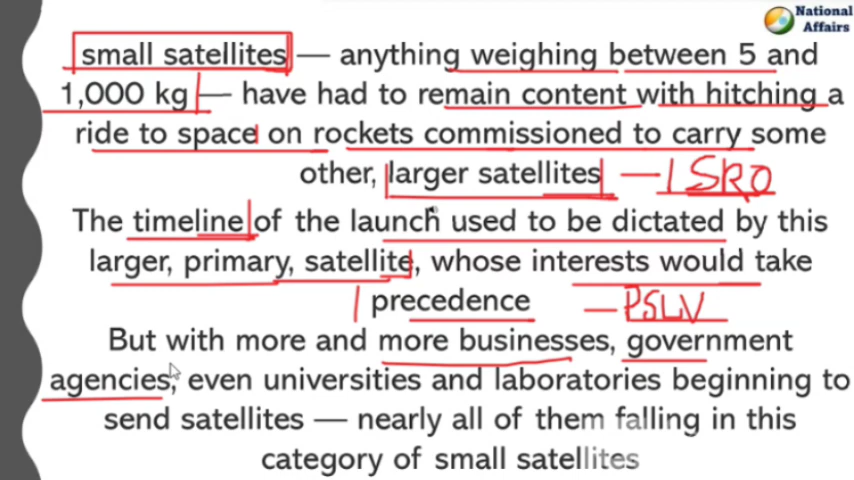 National
Affairs
small satellites — anything weighing between 5 and
1,000 kg — have had to remain content with hitching a
ride to space on rockets commissioned to carry some
other, larger satellites — ISRO
The timeline of the launch used to be dictated by this
larger, primary, satellite, whose interests would take
precedence — PSLV
But with more and more businesses, government
agencies, even universities and laboratories beginning to
send satellites — nearly all of them falling in this
category of small satellites